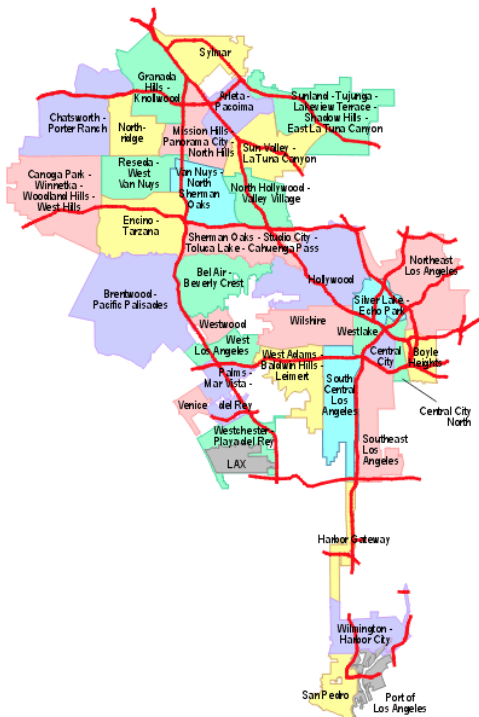 Sylmar
Granada
Hills -
Knollwood
Arleta -
Pacoima
Sunland - Tujunga -
Lakeview Terrace -
Shadow Hills -
East La Tuna Canyon
Chatsworth -
Porter Ranch
North-
ridge
Mission Hills -
Panorama City -
North Hills
Sun Valley -
La Tuna Canyon
Canoga Park -
Winnetka -
Woodland Hills -
West Hills
Reseda -
West
Van Nuys
Van Nuys -
North
Sherman
Oaks
North Hollywood -
Valley Village
Encino -
Tarzana
Sherman Oaks - Studio City -
Toluca Lake - Cahuenga Pass
Northeast
Los Angeles
Bel Air -
Beverly Crest
Hollywood
Brentwood -
Pacific Palisades
Silver Lake -
Echo Park
Westwood
Wilshire
Westlake
West
Los Angeles
Central
City
Boyle
Heights
West Adams -
Baldwin Hills -
Leimert
Palms -
Mar Vista -
del Rey
South
Central
Los
Angeles
Venice
Central City
North
Westchester -
Playa del Rey
Southeast
Los
Angeles
LAX
Harbor Gateway
Wilmington -
Harbor City
San Pedro
Port of
Los Angeles